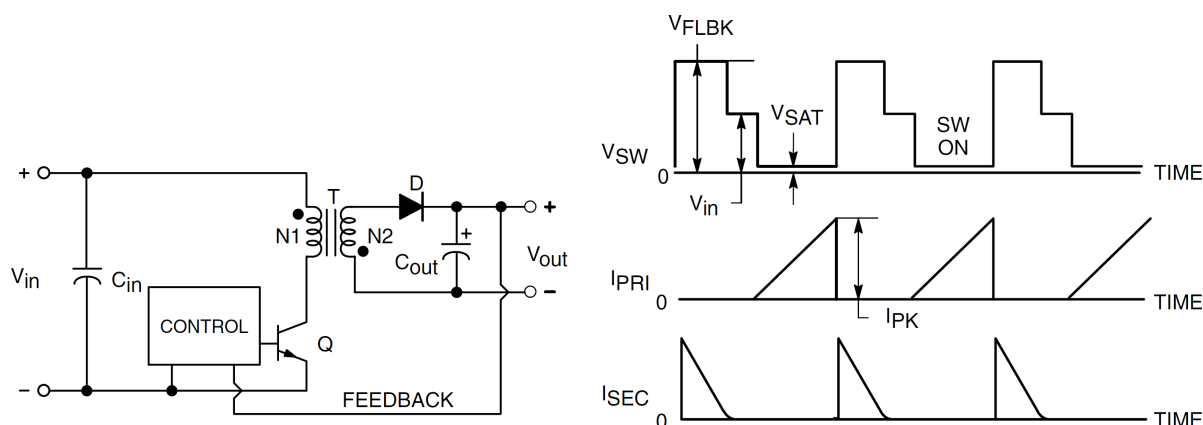 +
Vin
−
Cin
N1
T
N2
D
+
Cout
+
Vout
−
CONTROL
Q
FEEDBACK
VFLBK
VSAT
SW
ON
VSW
0
Vin
TIME
IPRI
0
IPK
TIME
ISEC
0
TIME